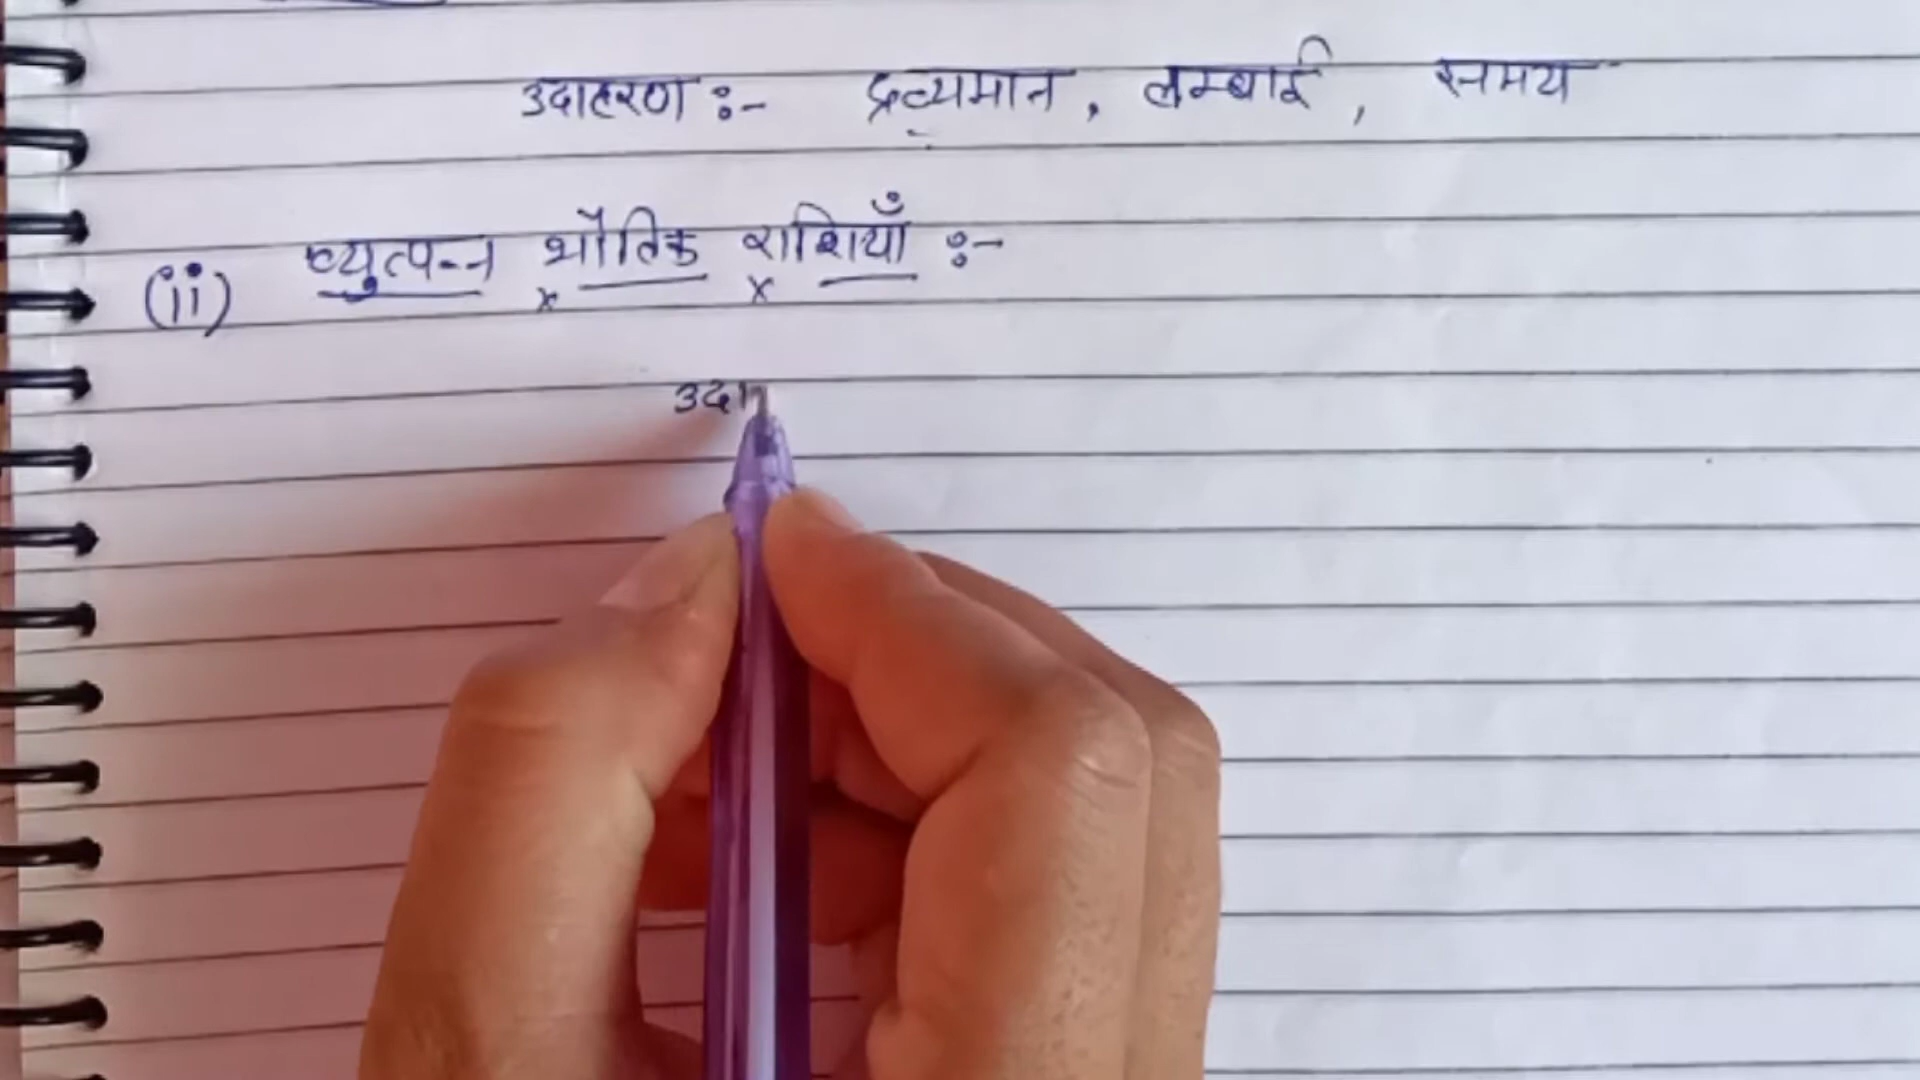 उदाहरण :- द्रव्यमान, लम्बाई, समय
(ii) व्युत्पन्न भौतिक राशियाँ :-
उदा